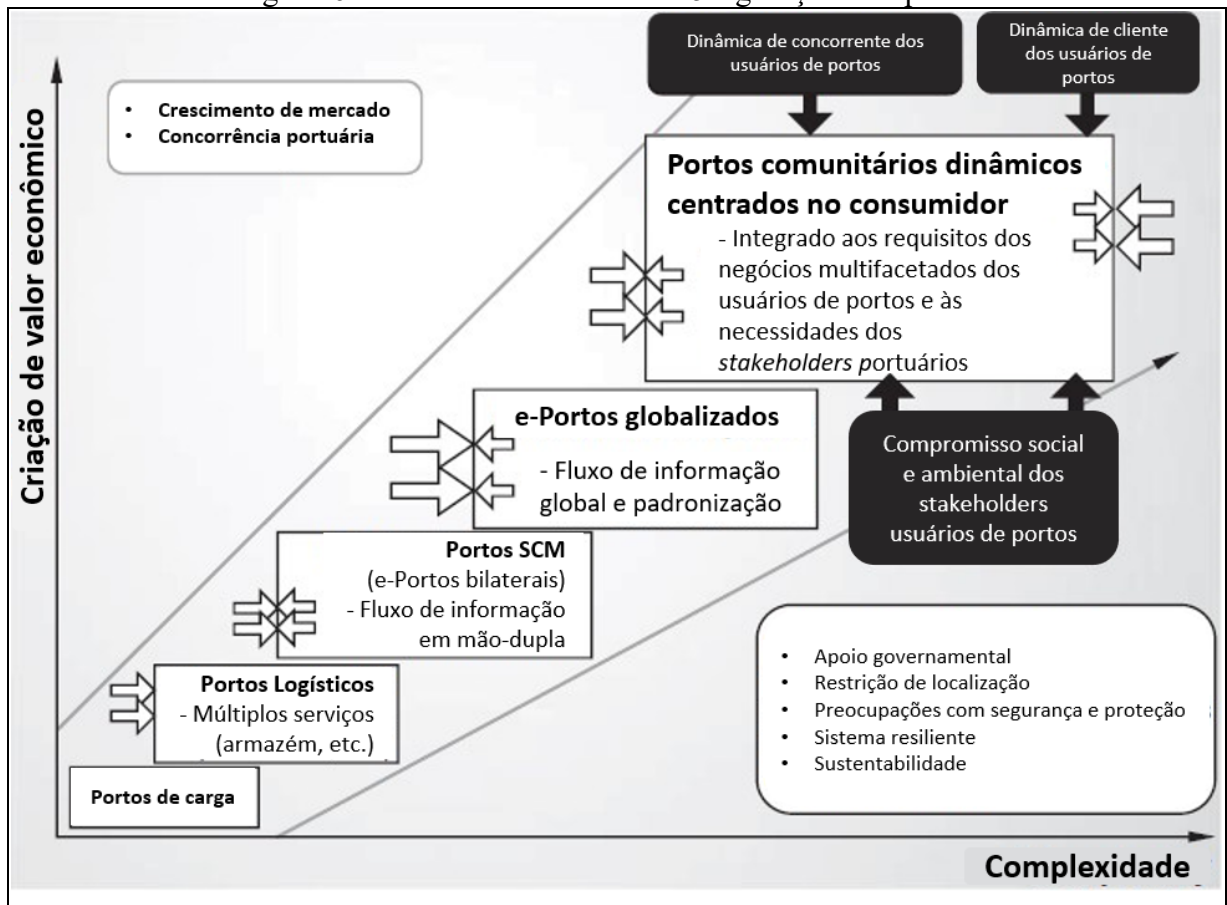 Dinâmica de concorrente dos
usuários de portos
Dinâmica de cliente
dos usuários de
portos
• Crescimento de mercado
• Concorrência portuária
Criação de valor econômico
Portos comunitários dinâmicos
centrados no consumidor
- Integrado aos requisitos dos
negócios multifacetados dos
usuários de portos e às
necessidades dos
stakeholders portuários
e-Portos globalizados
- Fluxo de informação
global e padronização
Compromisso social
e ambiental dos
stakeholders
usuários de portos
Portos SCM
(e-Portos bilaterais)
- Fluxo de informação
em mão-dupla
Portos Logísticos
- Múltiplos serviços
(armazém, etc.)
Portos de carga
• Apoio governamental
• Restrição de localização
• Preocupações com segurança e proteção
• Sistema resiliente
• Sustentabilidade
Complexidade